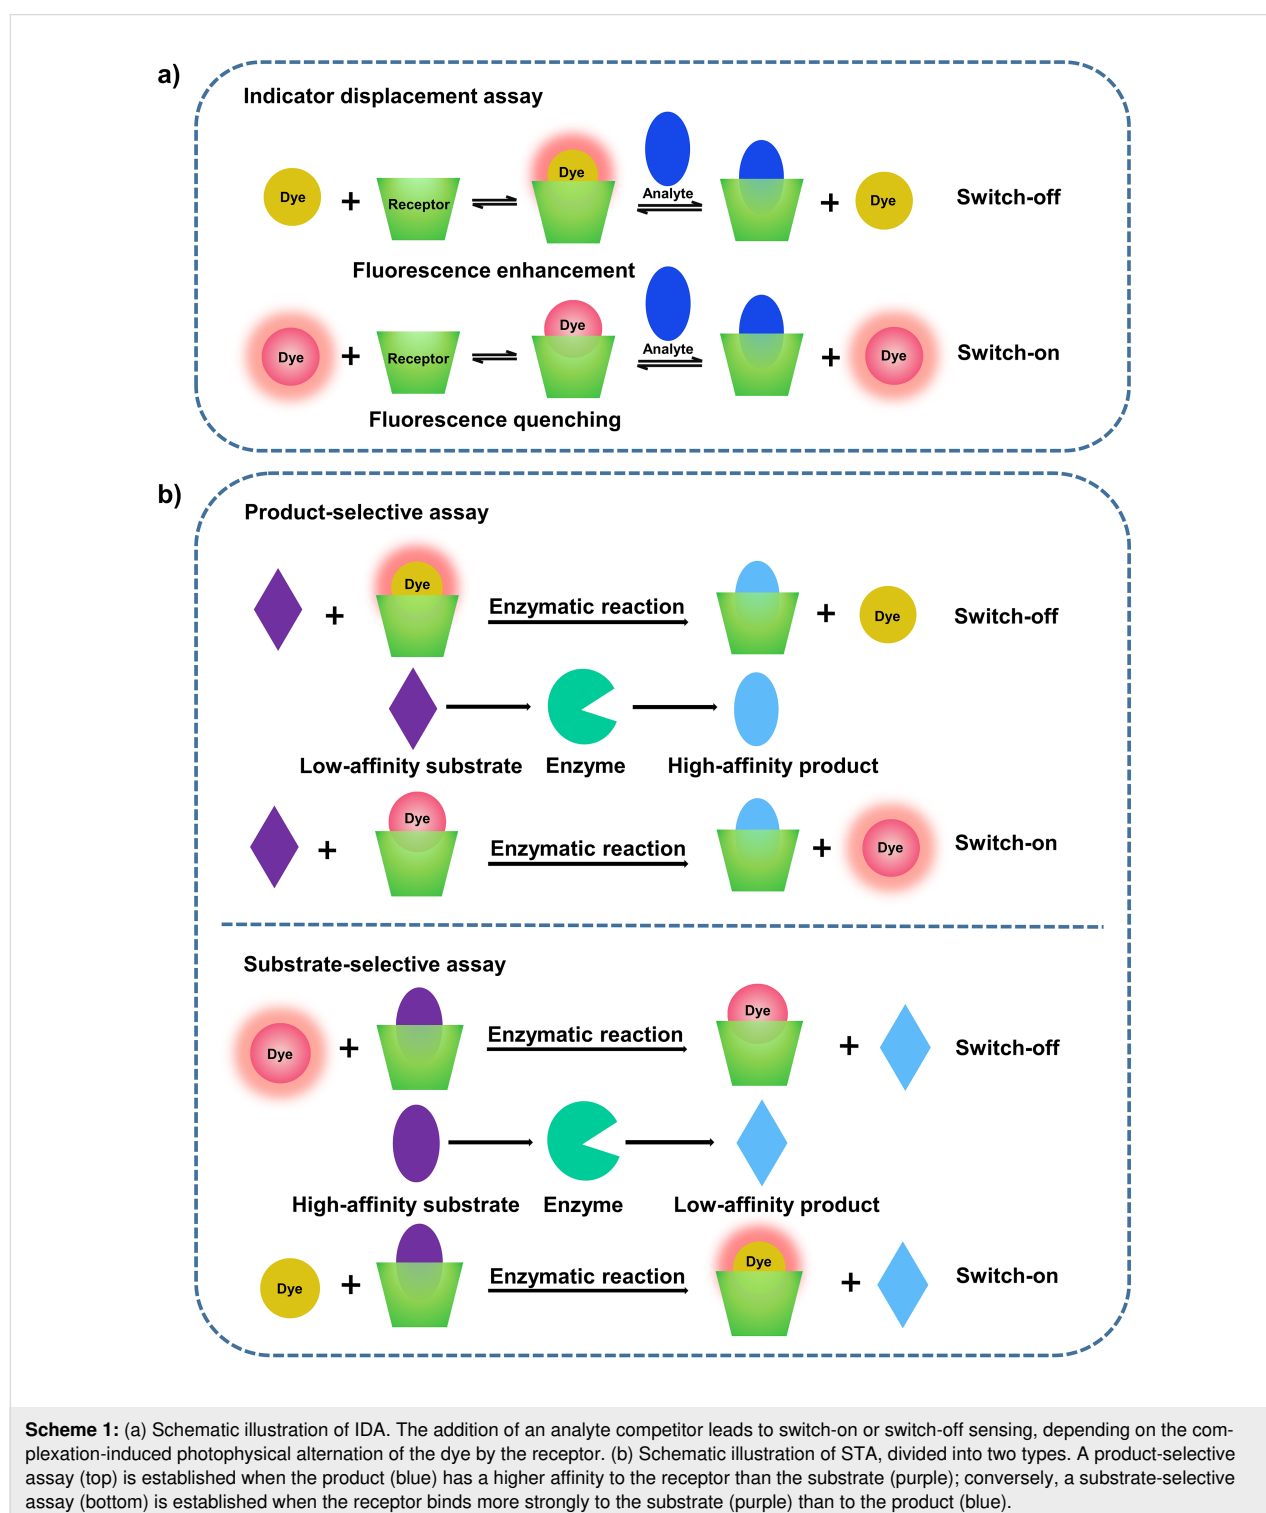 a)
Indicator displacement assay
Dye + Receptor Dye Analyte + Dye Switch-off
Fluorescence enhancement
Dye + Receptor Dye Analyte + Dye Switch-on
Fluorescence quenching
b)
Product-selective assay
+ Dye Enzymatic reaction + Dye Switch-off
Low-affinity substrate Enzyme High-affinity product
+ Dye Enzymatic reaction + Dye Switch-on
Substrate-selective assay
Dye + Enzymatic reaction Dye + Switch-off
High-affinity substrate Enzyme Low-affinity product
Dye + Enzymatic reaction Dye + Switch-on
Scheme 1: (a) Schematic illustration of IDA. The addition of an analyte competitor leads to switch-on or switch-off sensing, depending on the com-
plexation-induced photophysical alternation of the dye by the receptor. (b) Schematic illustration of STA, divided into two types. A product-selective
assay (top) is established when the product (blue) has a higher affinity to the receptor than the substrate (purple); conversely, a substrate-selective
assay (bottom) is established when the receptor binds more strongly to the substrate (purple) than to the product (blue).